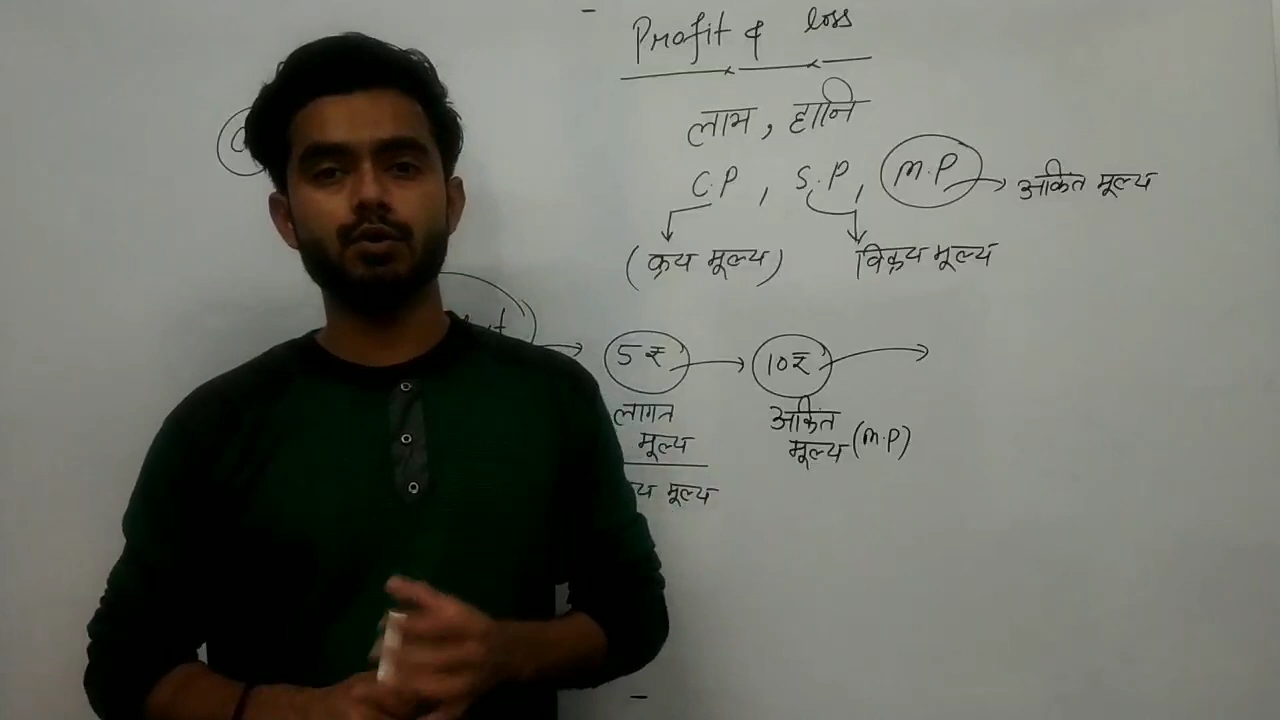 Profit & loss
लाभ, हानि
C.P, S.P, M.P → अंकित मूल्य
(क्रय मूल्य) विक्रय मूल्य
5₹ → 10₹ →
लागत अंकित
मूल्य मूल्य (M.P)
मूल्य